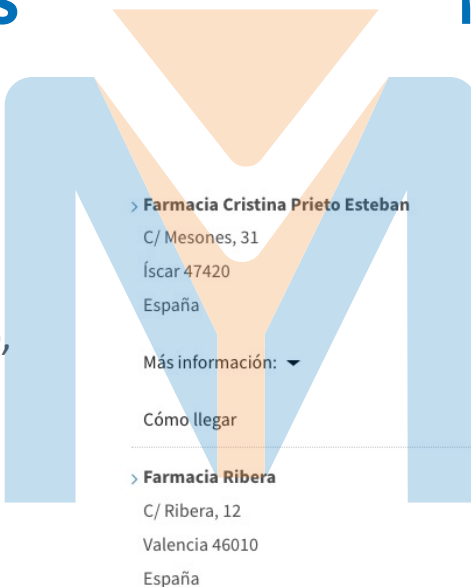 s
Farmacia Cristina Prieto Esteban
C/ Mesones, 31
Íscar 47420
España
,
Más información:
Cómo llegar
Farmacia Ribera
C/ Ribera, 12
Valencia 46010
España